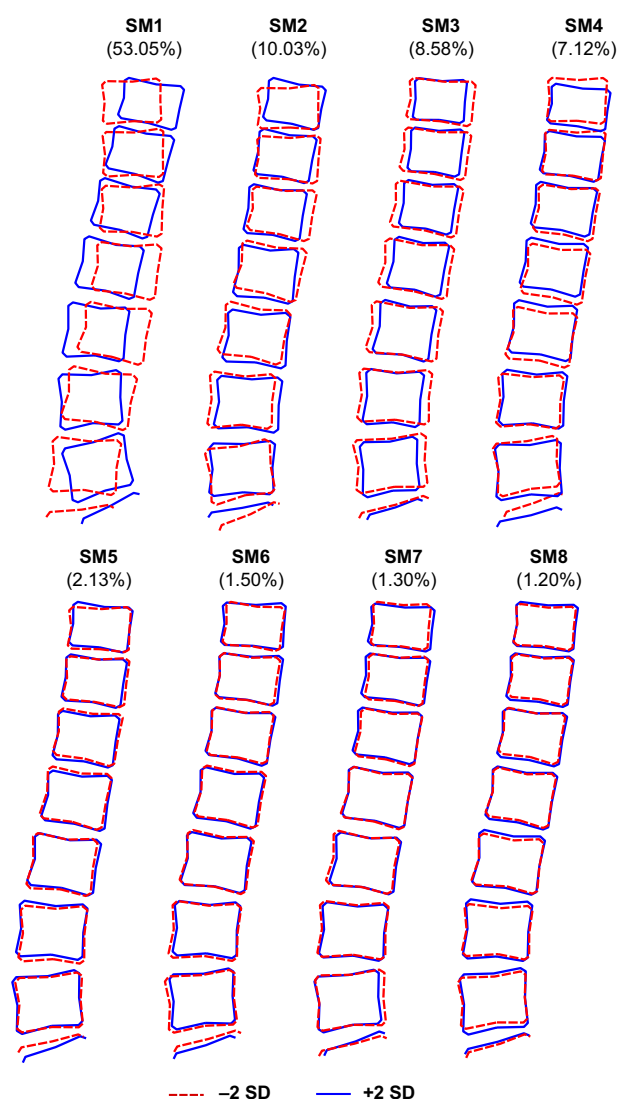 SM1 SM2 SM3 SM4
(53.05%) (10.03%) (8.58%) (7.12%)
SM5 SM6 SM7 SM8
(2.13%) (1.50%) (1.30%) (1.20%)
–2 SD +2 SD